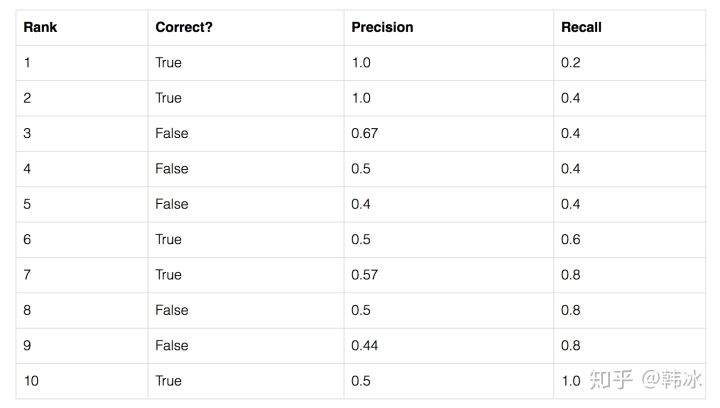 Rank Correct? Precision Recall
1 True 1.0 0.2
2 True 1.0 0.4
3 False 0.67 0.4
4 False 0.5 0.4
5 False 0.4 0.4
6 True 0.5 0.6
7 True 0.57 0.8
8 False 0.5 0.8
9 False 0.44 0.8
10 True 0.5 1.0
知乎 @韩冰